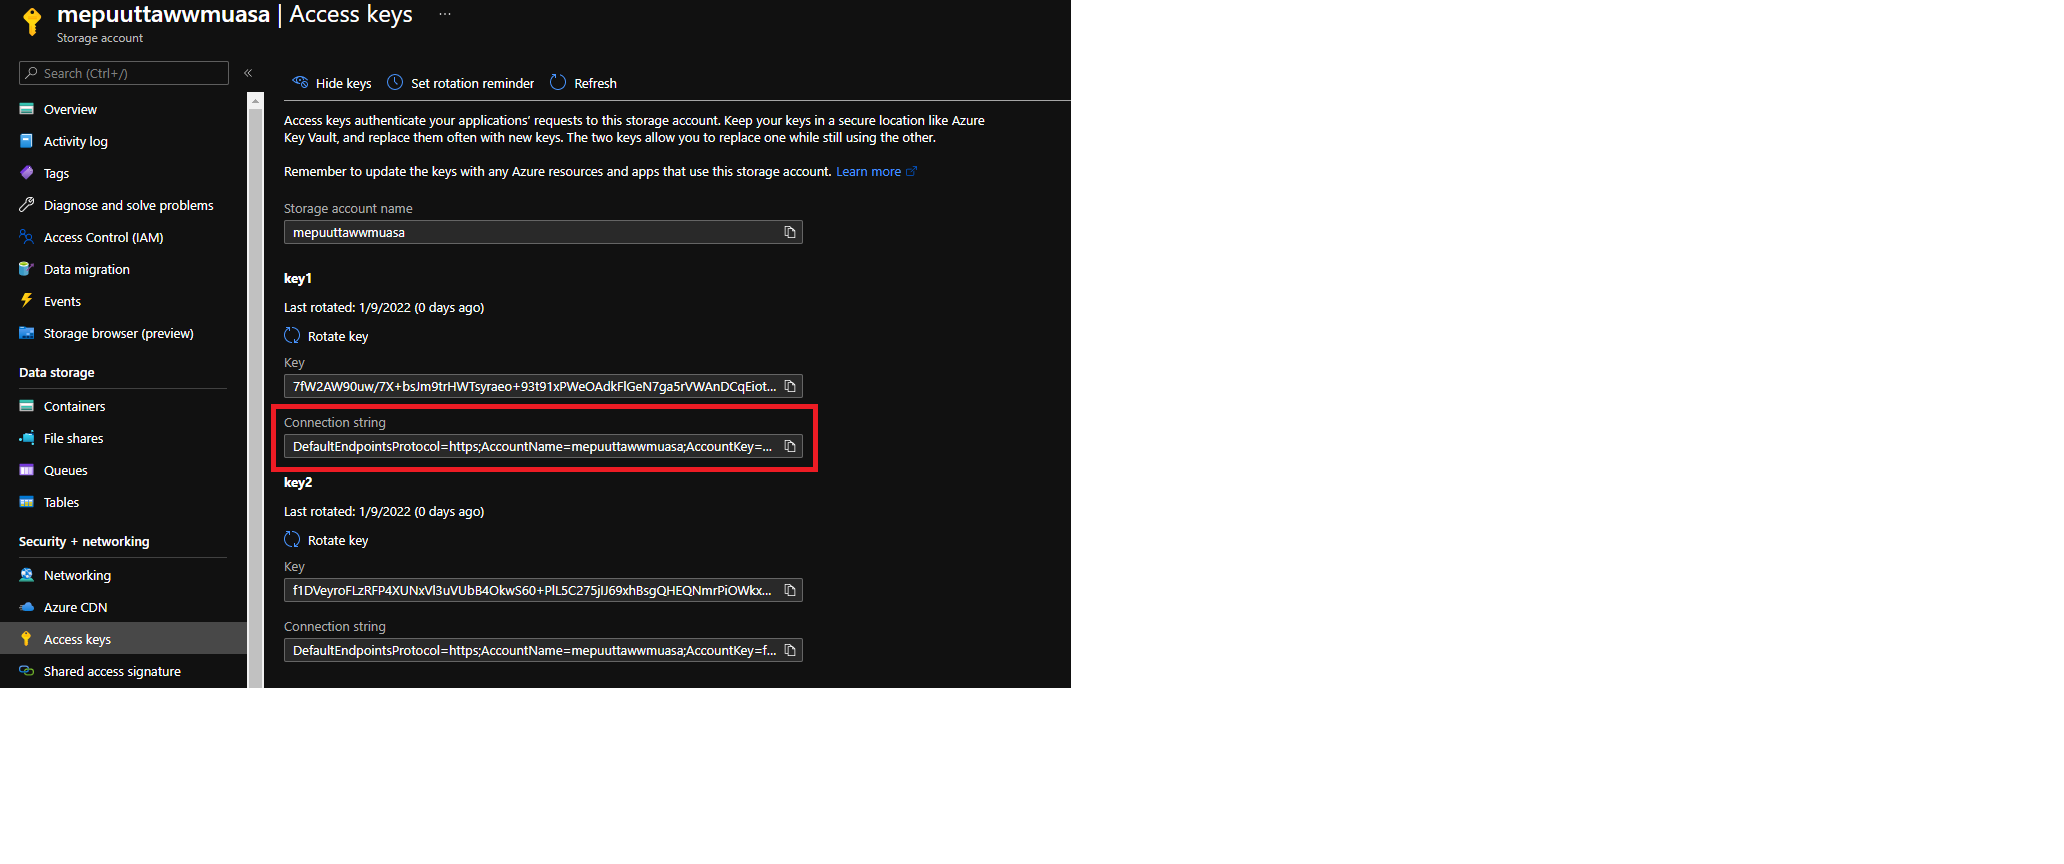 mepuuttawwmuasa | Access keys ...
Storage account
Search (Ctrl+/)
«
Overview
Activity log
Tags
Diagnose and solve problems
Access Control (IAM)
Data migration
Events
Storage browser (preview)
Data storage
Containers
File shares
Queues
Tables
Security + networking
Networking
Azure CDN
Access keys
Shared access signature
Hide keys Set rotation reminder Refresh
Access keys authenticate your applications' requests to this storage account. Keep your keys in a secure location like Azure
Key Vault, and replace them often with new keys. The two keys allow you to replace one while still using the other.
Remember to update the keys with any Azure resources and apps that use this storage account. Learn more
Storage account name
mepuuttawwmuasa
key1
Last rotated: 1/9/2022 (0 days ago)
Rotate key
Key
7fW2AW90uw/7X+bsJm9trHWTsyraeo+93t91xPWeOAdkFlGeN7ga5rVWAnDCqEiot...
Connection string
DefaultEndpointsProtocol=https;AccountName=mepuuttawwmuasa;AccountKey=...
key2
Last rotated: 1/9/2022 (0 days ago)
Rotate key
Key
f1DVeyroFLzRFP4XUNxVl3uVUbB4OkwS60+PlL5C275jIJ69xhBsgQHEQNmrPiOWkx...
Connection string
DefaultEndpointsProtocol=https;AccountName=mepuuttawwmuasa;AccountKey=f...